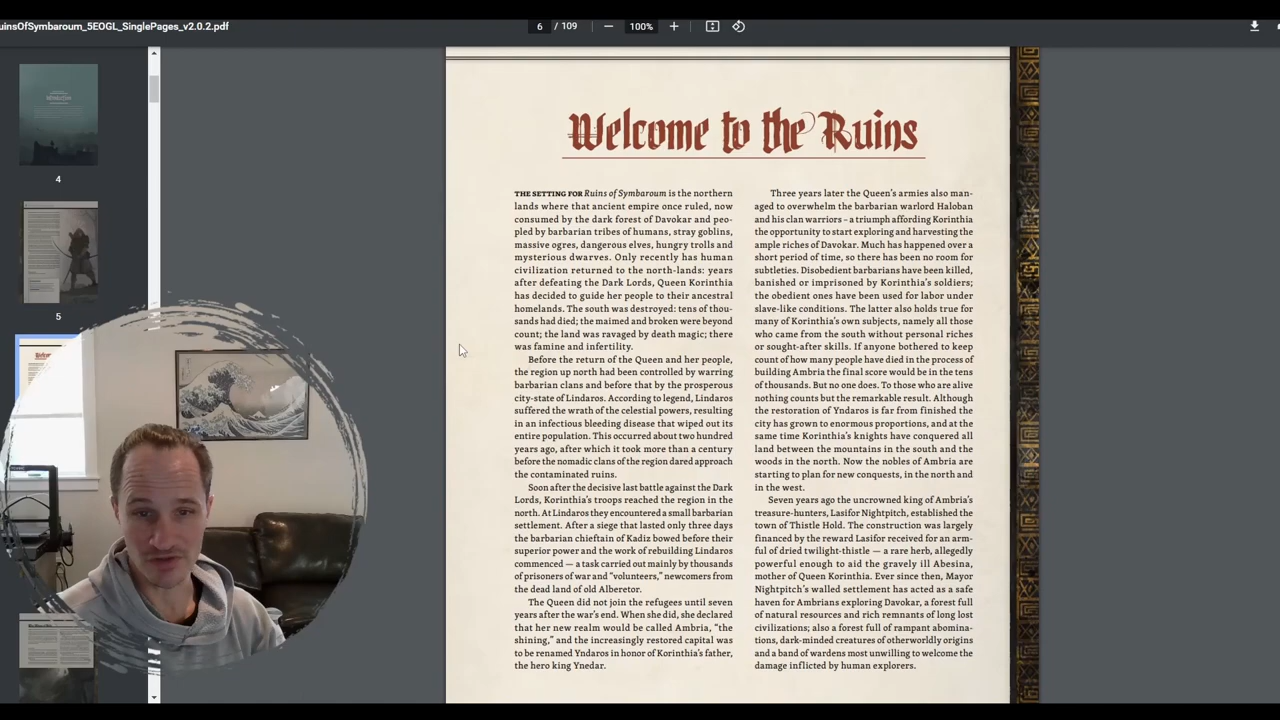 uinsOfSymbaroum_5EOGL_SinglePages_v2.0.2.pdf
6 / 109
100%
4
5
Welcome to the Ruins
THE SETTING FOR Ruins of Symbaroum is the northern
lands where that ancient empire once ruled, now
consumed by the dark forest of Davokar and peo-
pled by barbarian tribes of humans, stray goblins,
massive ogres, dangerous elves, hungry trolls and
mysterious dwarves. Only recently has human
civilization returned to the north-lands: years
after defeating the Dark Lords, Queen Korinthia
has decided to guide her people to their ancestral
homelands. The south was destroyed: tens of thou-
sands had died; the maimed and broken were beyond
count; the land was ravaged by death magic; there
was famine and infertility.
Before the return of the Queen and her people,
the region up north had been controlled by warring
barbarian clans and before that by the prosperous
city-state of Lindaros. According to legend, Lindaros
suffered the wrath of the celestial powers, resulting
in an infectious bleeding disease that wiped out its
entire population. This occurred about two hundred
years ago, after which it took more than a century
before the nomadic clans of the region dared approach
the contaminated ruins.
Soon after the decisive last battle against the Dark
Lords, Korinthia's troops reached the region in the
north. At Lindaros they encountered a small barbarian
settlement. After a siege that lasted only three days
the barbarian chieftain of Kadiz bowed before their
superior power and the work of rebuilding Lindaros
commenced — a task carried out mainly by thousands
of prisoners of war and "volunteers," newcomers from
the dead land of old Alberetor.
The Queen did not join the refugees until seven
years after the war's end. When she did, she declared
that her new realm would be called Ambria, "the
shining," and the increasingly restored capital was
to be renamed Yndaros in honor of Korinthia's father,
the hero king Ynedar.
Three years later the Queen's armies also man-
aged to overwhelm the barbarian warlord Haloban
and his clan warriors – a triumph affording Korinthia
the opportunity to start exploring and harvesting the
ample riches of Davokar. Much has happened over a
short period of time, so there has been no room for
subtleties. Disobedient barbarians have been killed,
banished or imprisoned by Korinthia's soldiers;
the obedient ones have been used for labor under
slave-like conditions. The latter also holds true for
many of Korinthia's own subjects, namely all those
who came from the south without personal riches
or sought-after skills. If anyone bothered to keep
count of how many people have died in the process of
building Ambria the final score would be in the tens
of thousands. But no one does. To those who are alive
nothing counts but the remarkable result. Although
the restoration of Yndaros is far from finished the
city has grown to enormous proportions, and at the
same time Korinthia's knights have conquered all
land between the mountains in the south and the
woods in the north. Now the nobles of Ambria are
starting to plan for new conquests, in the north and
in the west.
Seven years ago the uncrowned king of Ambria's
treasure-hunters, Lasifor Nightpitch, established the
town of Thistle Hold. The construction was largely
financed by the reward Lasifor received for an arm-
ful of dried twilight-thistle — a rare herb, allegedly
powerful enough to aid the gravely ill Abesina,
mother of Queen Korinthia. Ever since then, Mayor
Nightpitch's walled settlement has acted as a safe
haven for Ambrians exploring Davokar, a forest full
of natural resources and rich remnants of long lost
civilizations; also a forest full of rampant abomina-
tions, dark-minded creatures of otherworldly origins
and a band of wardens most unwilling to welcome the
damage inflicted by human explorers.